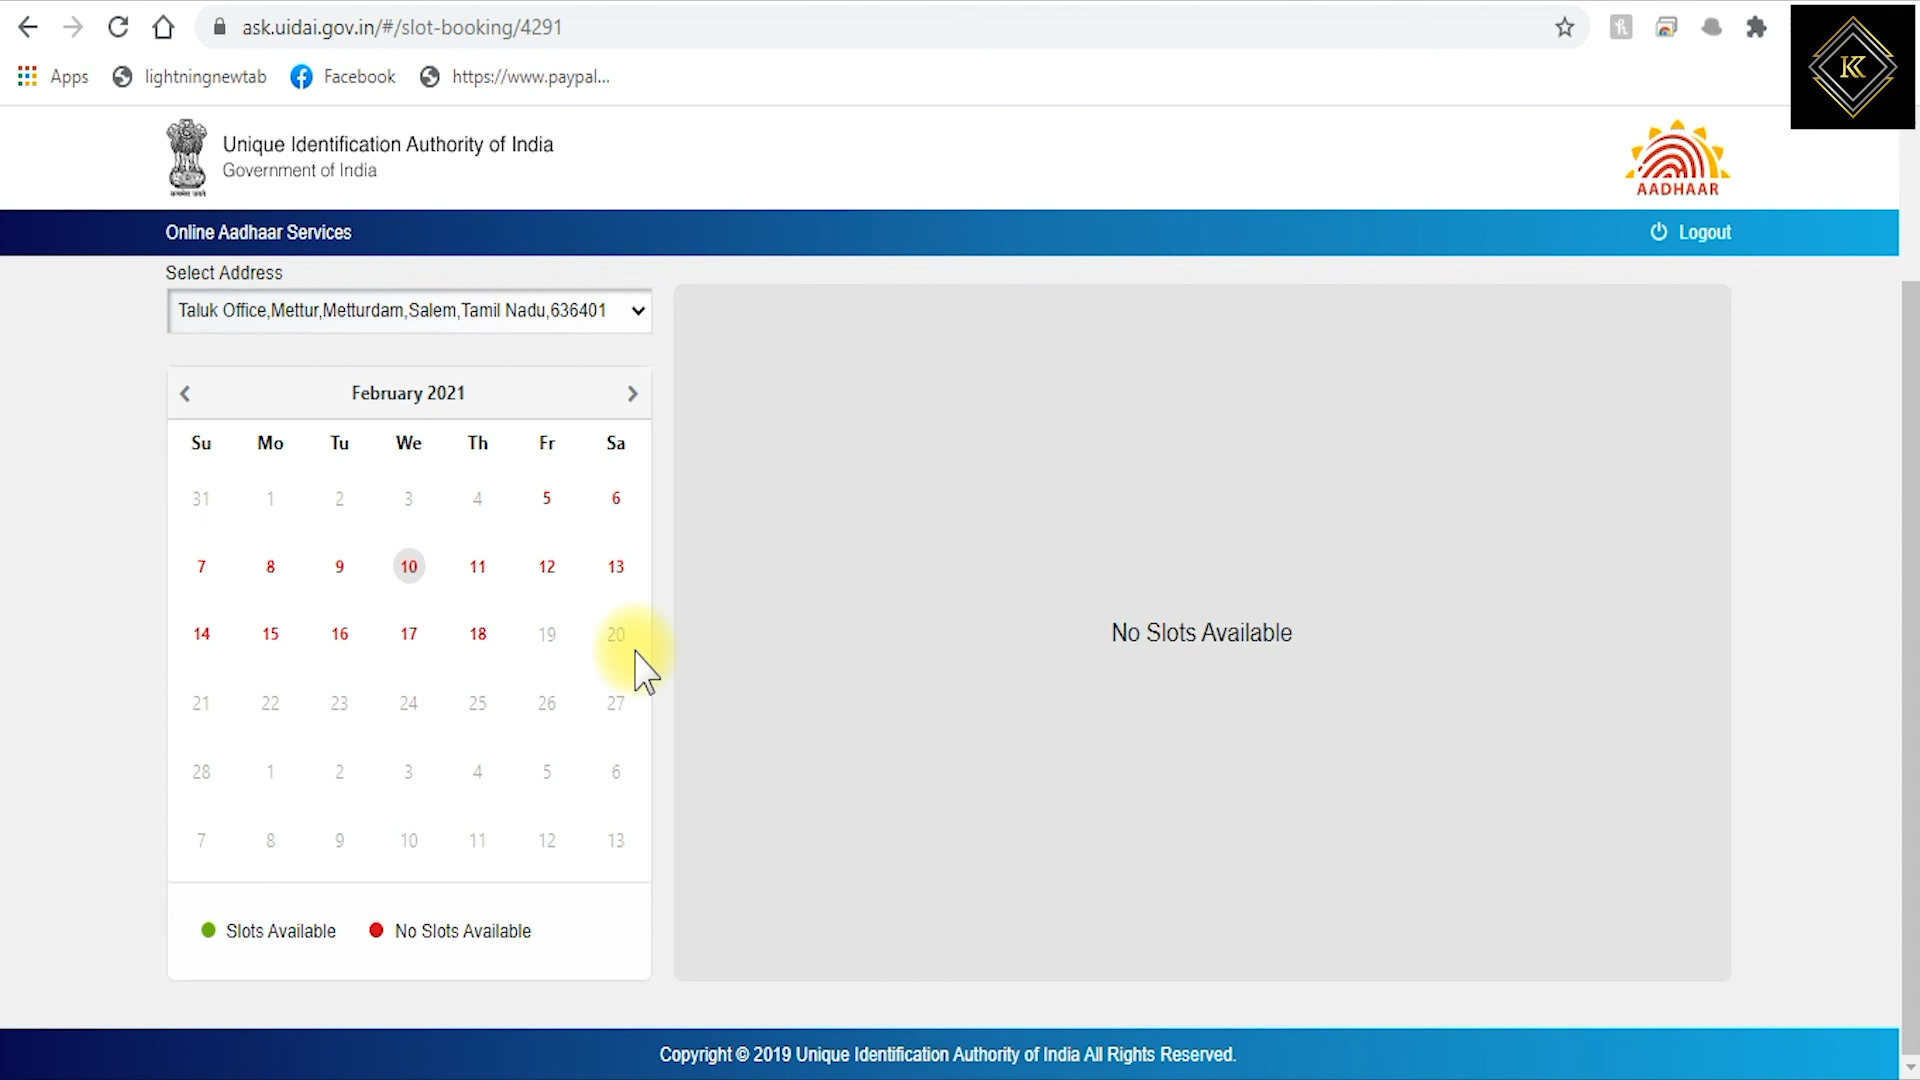 ask.uidai.gov.in/#/slot-booking/4291
Apps lightningnewtab Facebook https://www.paypal...
KK
Unique Identification Authority of India
Government of India
AADHAAR
Online Aadhaar Services Logout
Select Address
Taluk Office,Mettur,Metturdam,Salem,Tamil Nadu,636401
February 2021
Su Mo Tu We Th Fr Sa
31 1 2 3 4 5 6
7 8 9 10 11 12 13
14 15 16 17 18 19 20
21 22 23 24 25 26 27
28 1 2 3 4 5 6
7 8 9 10 11 12 13
Slots Available No Slots Available
No Slots Available
Copyright © 2019 Unique Identification Authority of India All Rights Reserved.